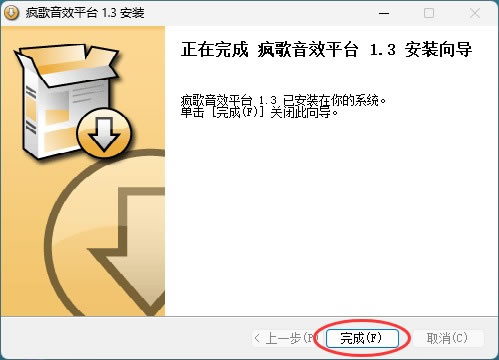 疯歌音效平台 1.3 安装
正在完成 疯歌音效平台 1.3 安装向导
疯歌音效平台 1.3 已安装在你的系统。
单击 [完成(F)] 关闭此向导。
< 上一步(P)
完成(F)
取消(C)